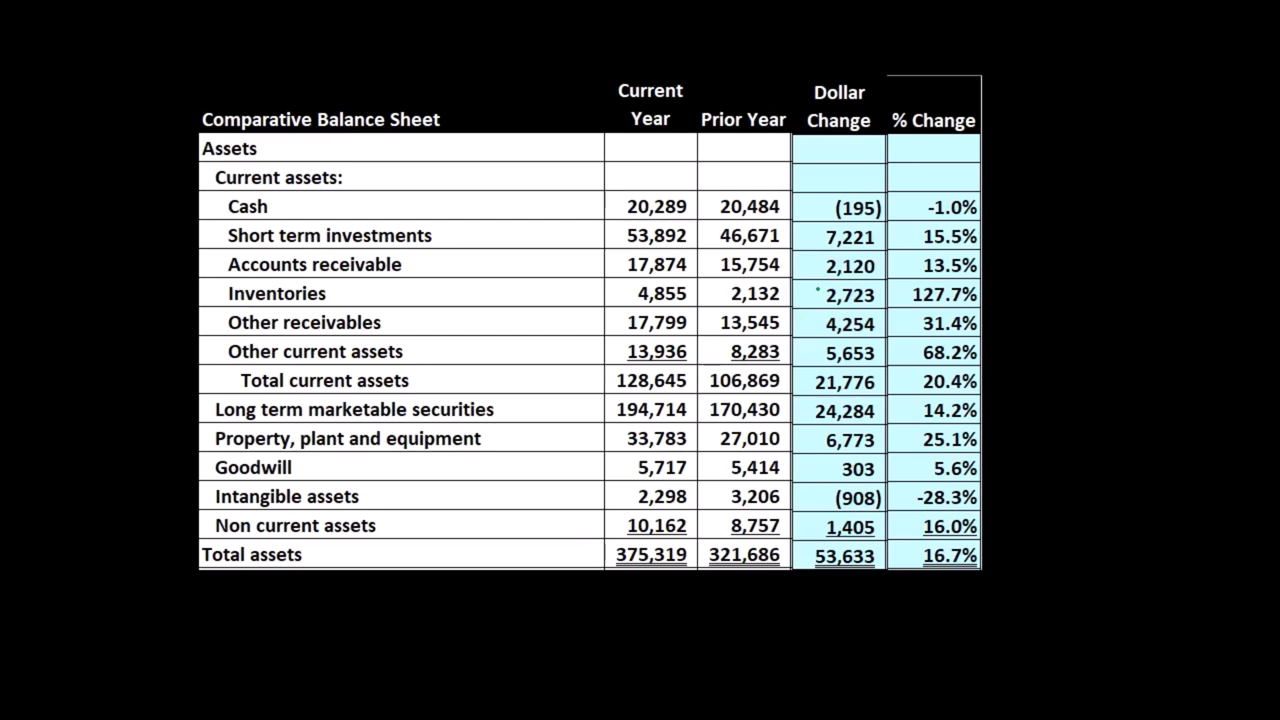 Comparative Balance Sheet Current Year Prior Year Dollar Change % Change
Assets
Current assets:
Cash 20,289 20,484 (195) -1.0%
Short term investments 53,892 46,671 7,221 15.5%
Accounts receivable 17,874 15,754 2,120 13.5%
Inventories 4,855 2,132 2,723 127.7%
Other receivables 17,799 13,545 4,254 31.4%
Other current assets 13,936 8,283 5,653 68.2%
Total current assets 128,645 106,869 21,776 20.4%
Long term marketable securities 194,714 170,430 24,284 14.2%
Property, plant and equipment 33,783 27,010 6,773 25.1%
Goodwill 5,717 5,414 303 5.6%
Intangible assets 2,298 3,206 (908) -28.3%
Non current assets 10,162 8,757 1,405 16.0%
Total assets 375,319 321,686 53,633 16.7%